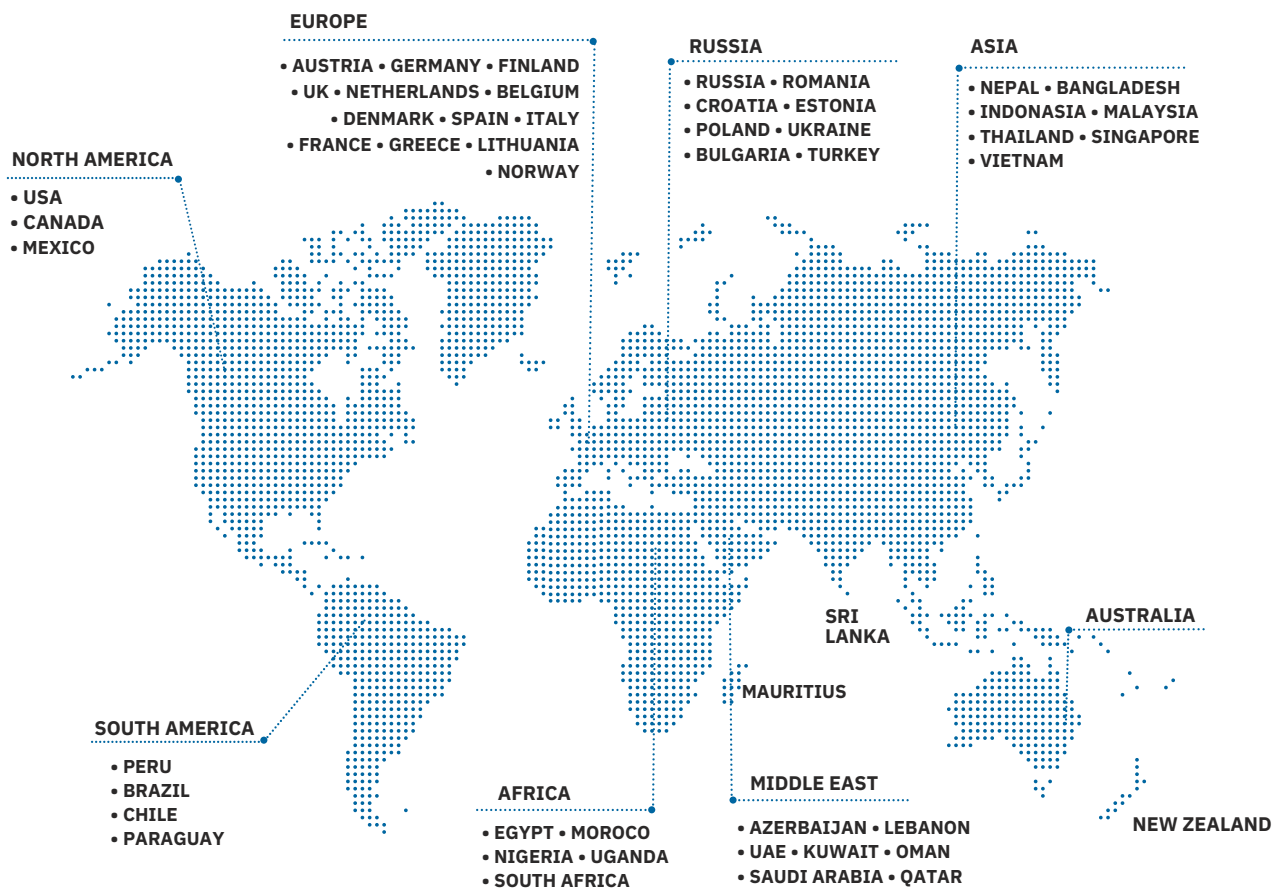 EUROPE
• AUSTRIA • GERMANY • FINLAND
• UK • NETHERLANDS • BELGIUM
• DENMARK • SPAIN • ITALY
• FRANCE • GREECE • LITHUANIA
• NORWAY
RUSSIA
• RUSSIA • ROMANIA
• CROATIA • ESTONIA
• POLAND • UKRAINE
• BULGARIA • TURKEY
ASIA
• NEPAL • BANGLADESH
• INDONASIA • MALAYSIA
• THAILAND • SINGAPORE
• VIETNAM
NORTH AMERICA
• USA
• CANADA
• MEXICO
SRI
LANKA
AUSTRALIA
MAURITIUS
SOUTH AMERICA
• PERU
• BRAZIL
• CHILE
• PARAGUAY
AFRICA
• EGYPT • MOROCO
• NIGERIA • UGANDA
• SOUTH AFRICA
MIDDLE EAST
• AZERBAIJAN • LEBANON
• UAE • KUWAIT • OMAN
• SAUDI ARABIA • QATAR
NEW ZEALAND